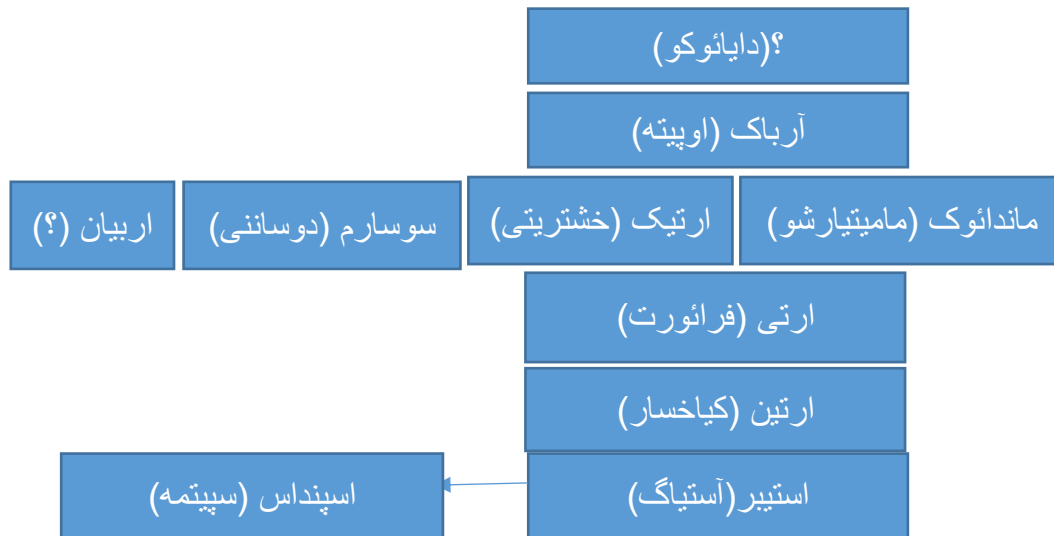 ؟(دایائوکو)
آرباک (اوپیته)
ماندائوک (مامیتیارشو)
ارتیک (خشتریتی)
سوسارم (دوساننی)
اربیان (؟)
ارتی (فرائورت)
ارتین (کیاخسار)
استیبر(آستیاگ)
اسپنداس (سپیتمه)